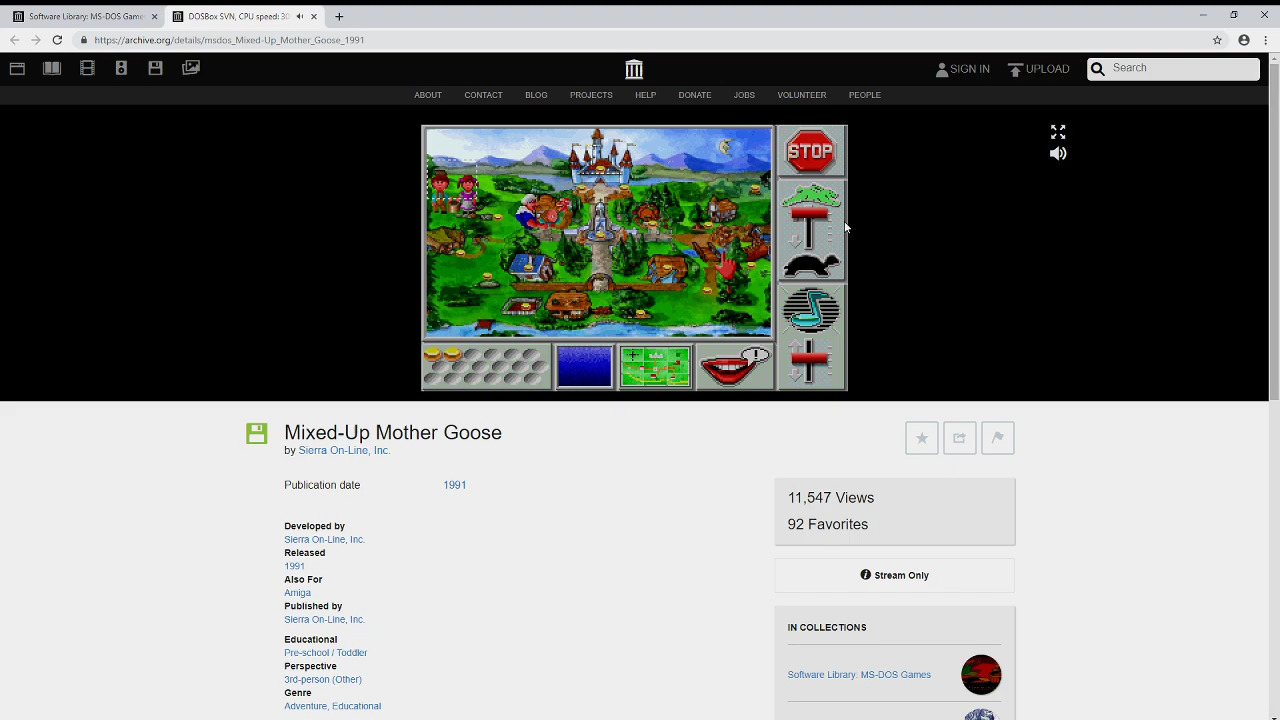 Software Library: MS-DOS Game
DOSBox SVN, CPU speed: 30
https://archive.org/details/msdos_Mixed-Up_Mother_Goose_1991
SIGN IN
UPLOAD
Search
ABOUT
CONTACT
BLOG
PROJECTS
HELP
DONATE
JOBS
VOLUNTEER
PEOPLE
STOP
!
Mixed-Up Mother Goose
by Sierra On-Line, Inc.
Publication date 1991
11,547 Views
92 Favorites
Developed by
Sierra On-Line, Inc.
Released
1991
Also For
Amiga
Published by
Sierra On-Line, Inc.
Stream Only
Educational
Pre-school / Toddler
Perspective
3rd-person (Other)
Genre
Adventure, Educational
IN COLLECTIONS
Software Library: MS-DOS Games